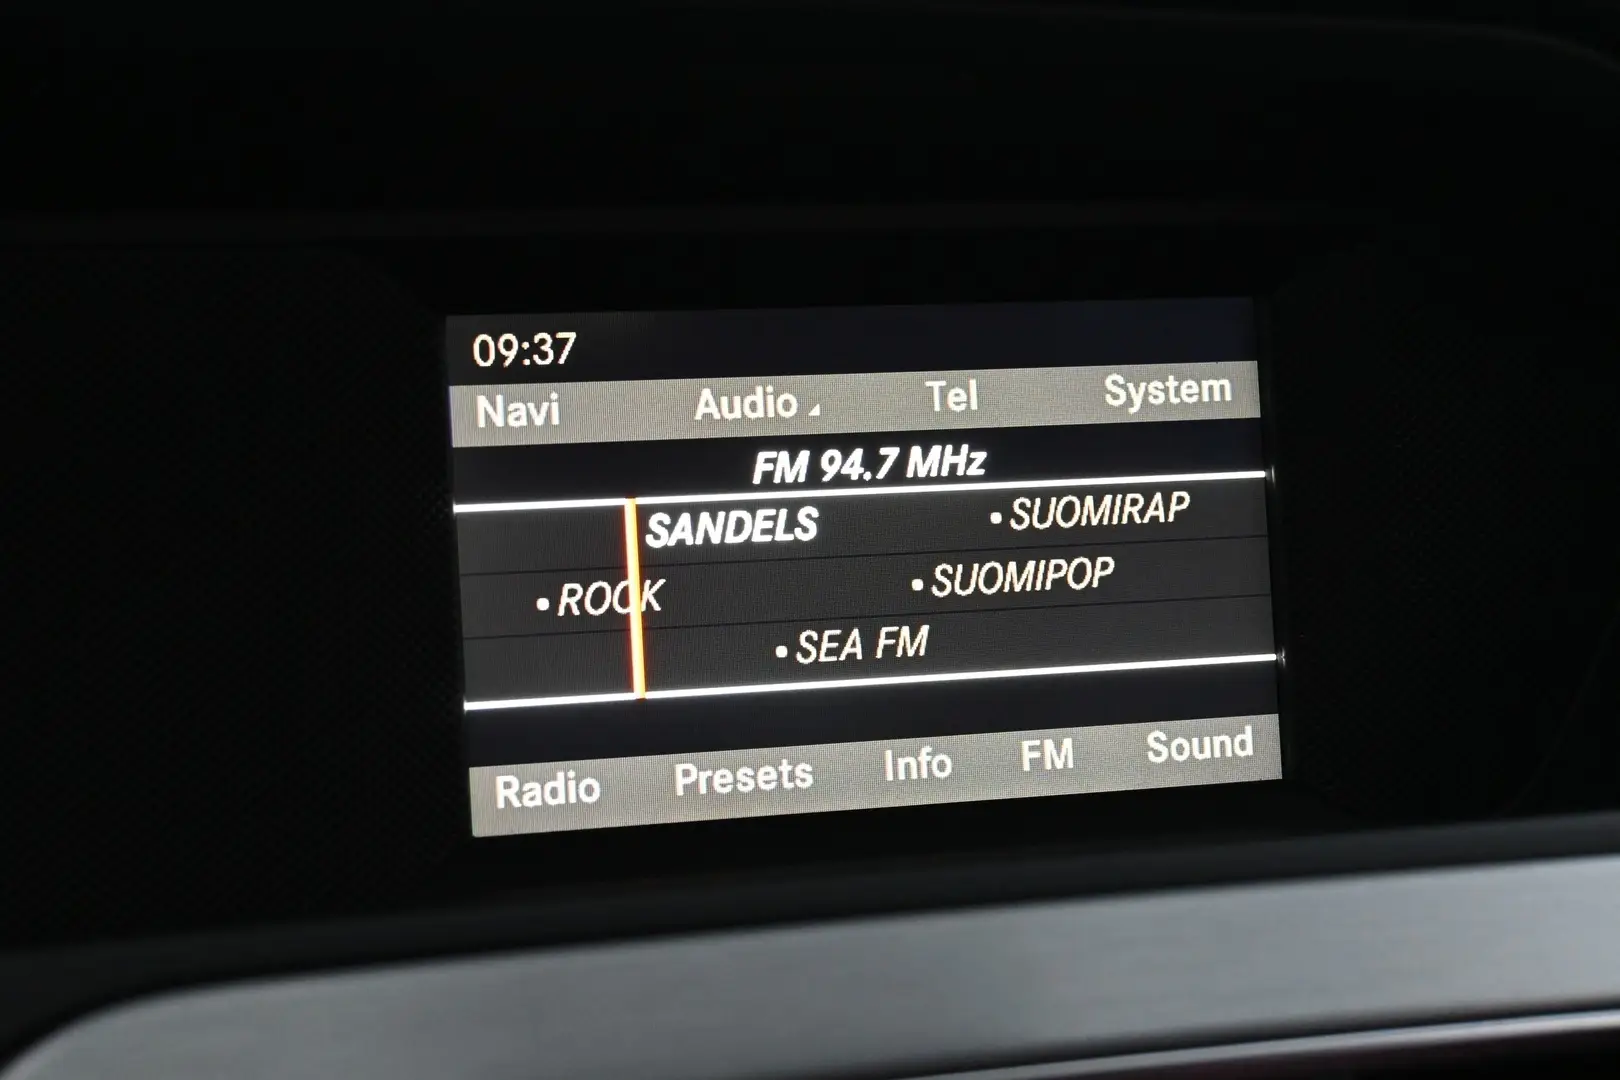 09:37
Navi Audio Tel System
FM 94.7 MHz
SANDELS •SUOMIRAP
•ROCK •SUOMIPOP
•SEA FM
Radio Presets Info FM Sound